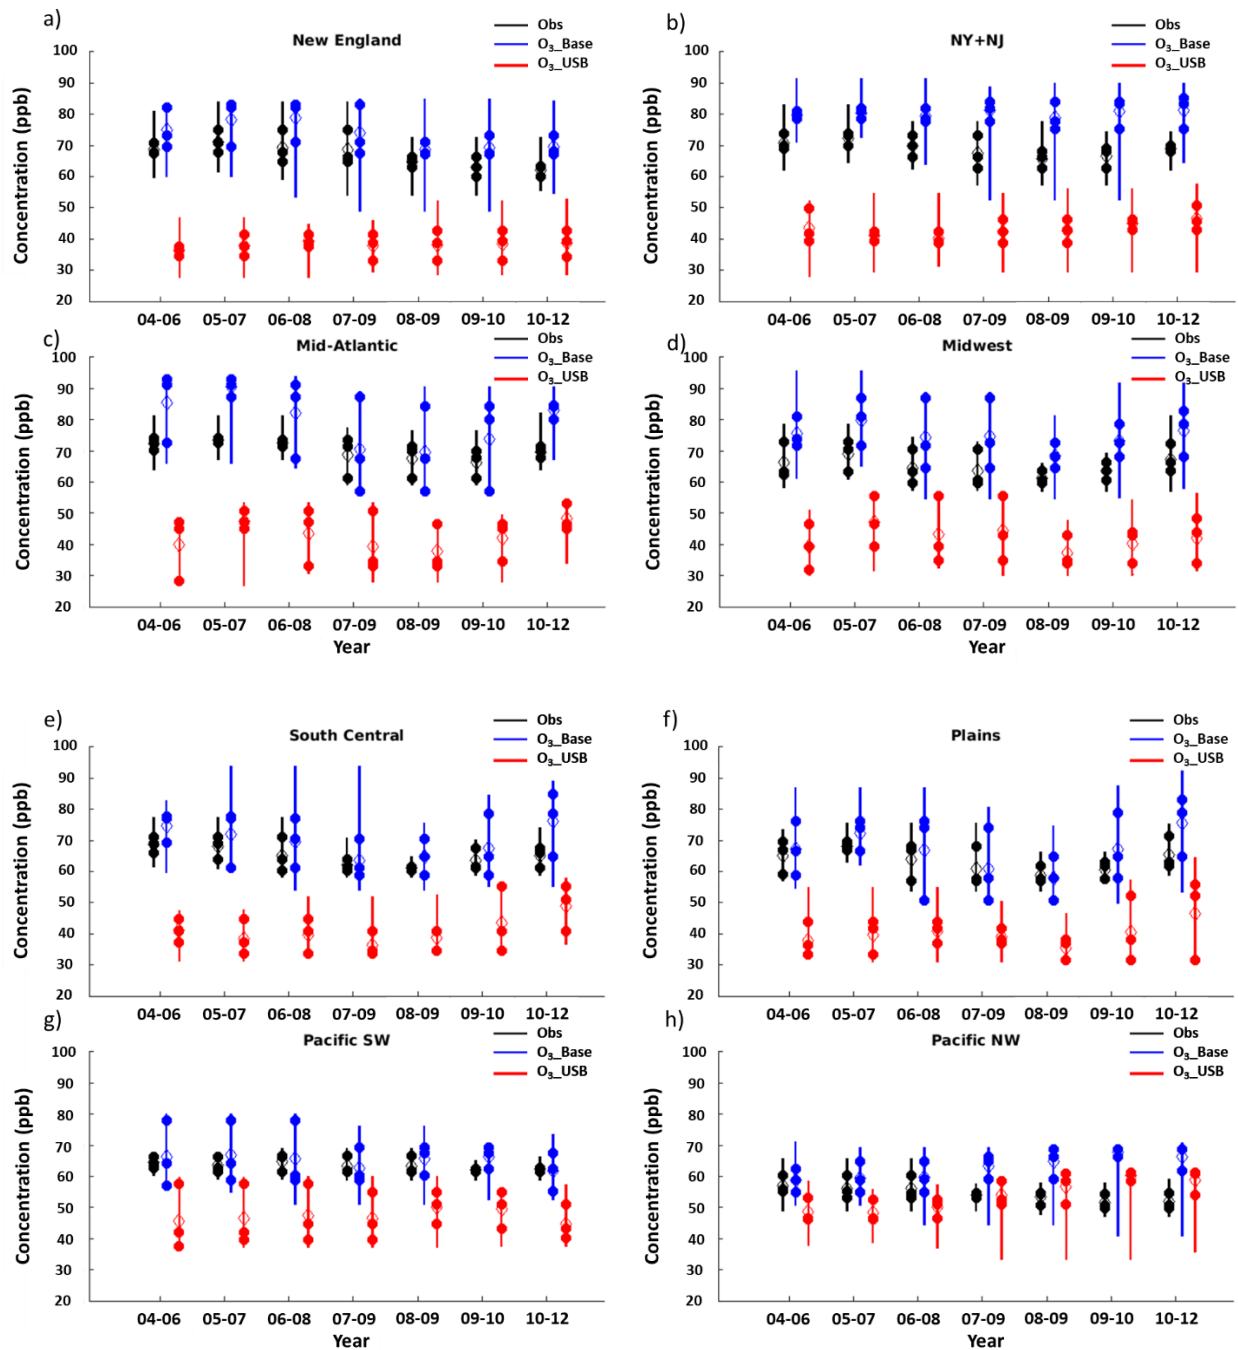 a)
New England
Obs
O₃_Base
O₃_USB
Concentration (ppb)
100
90
80
70
60
50
40
30
20
04-06 05-07 06-08 07-09 08-09 09-10 10-12
b)
NY+NJ
Obs
O₃_Base
O₃_USB
Concentration (ppb)
100
90
80
70
60
50
40
30
20
04-06 05-07 06-08 07-09 08-09 09-10 10-12
c)
Mid-Atlantic
Obs
O₃_Base
O₃_USB
Concentration (ppb)
100
90
80
70
60
50
40
30
20
04-06 05-07 06-08 07-09 08-09 09-10 10-12
Year
d)
Midwest
Obs
O₃_Base
O₃_USB
Concentration (ppb)
100
90
80
70
60
50
40
30
20
04-06 05-07 06-08 07-09 08-09 09-10 10-12
Year
e)
South Central
Obs
O₃_Base
O₃_USB
Concentration (ppb)
100
90
80
70
60
50
40
30
20
04-06 05-07 06-08 07-09 08-09 09-10 10-12
f)
Plains
Obs
O₃_Base
O₃_USB
Concentration (ppb)
100
90
80
70
60
50
40
30
20
04-06 05-07 06-08 07-09 08-09 09-10 10-12
g)
Pacific SW
Obs
O₃_Base
O₃_USB
Concentration (ppb)
100
90
80
70
60
50
40
30
20
04-06 05-07 06-08 07-09 08-09 09-10 10-12
Year
h)
Pacific NW
Obs
O₃_Base
O₃_USB
Concentration (ppb)
100
90
80
70
60
50
40
30
20
04-06 05-07 06-08 07-09 08-09 09-10 10-12
Year